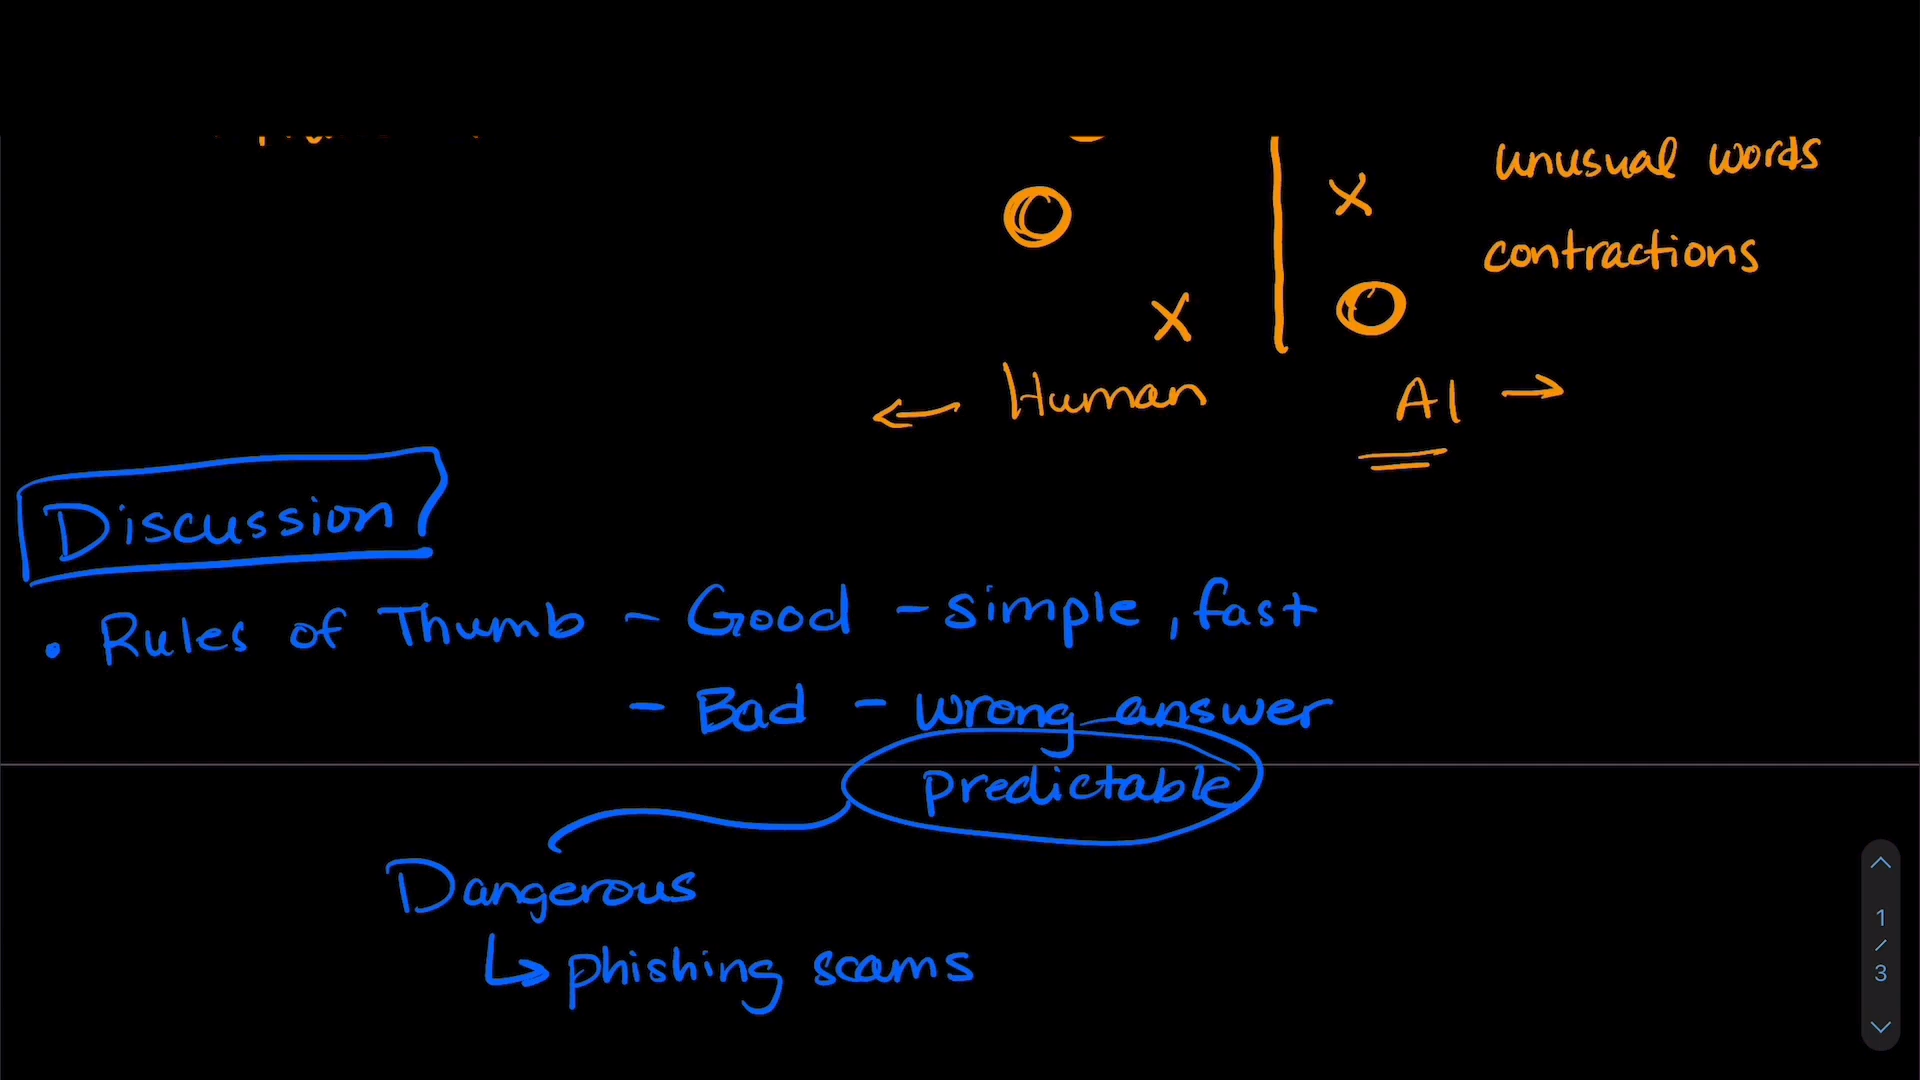 unusual words
X
contractions
X
Human
AI
Discussion
• Rules of Thumb - Good - simple, fast
- Bad - wrong answer
predictable
Dangerous
phishing scams
1
/
3